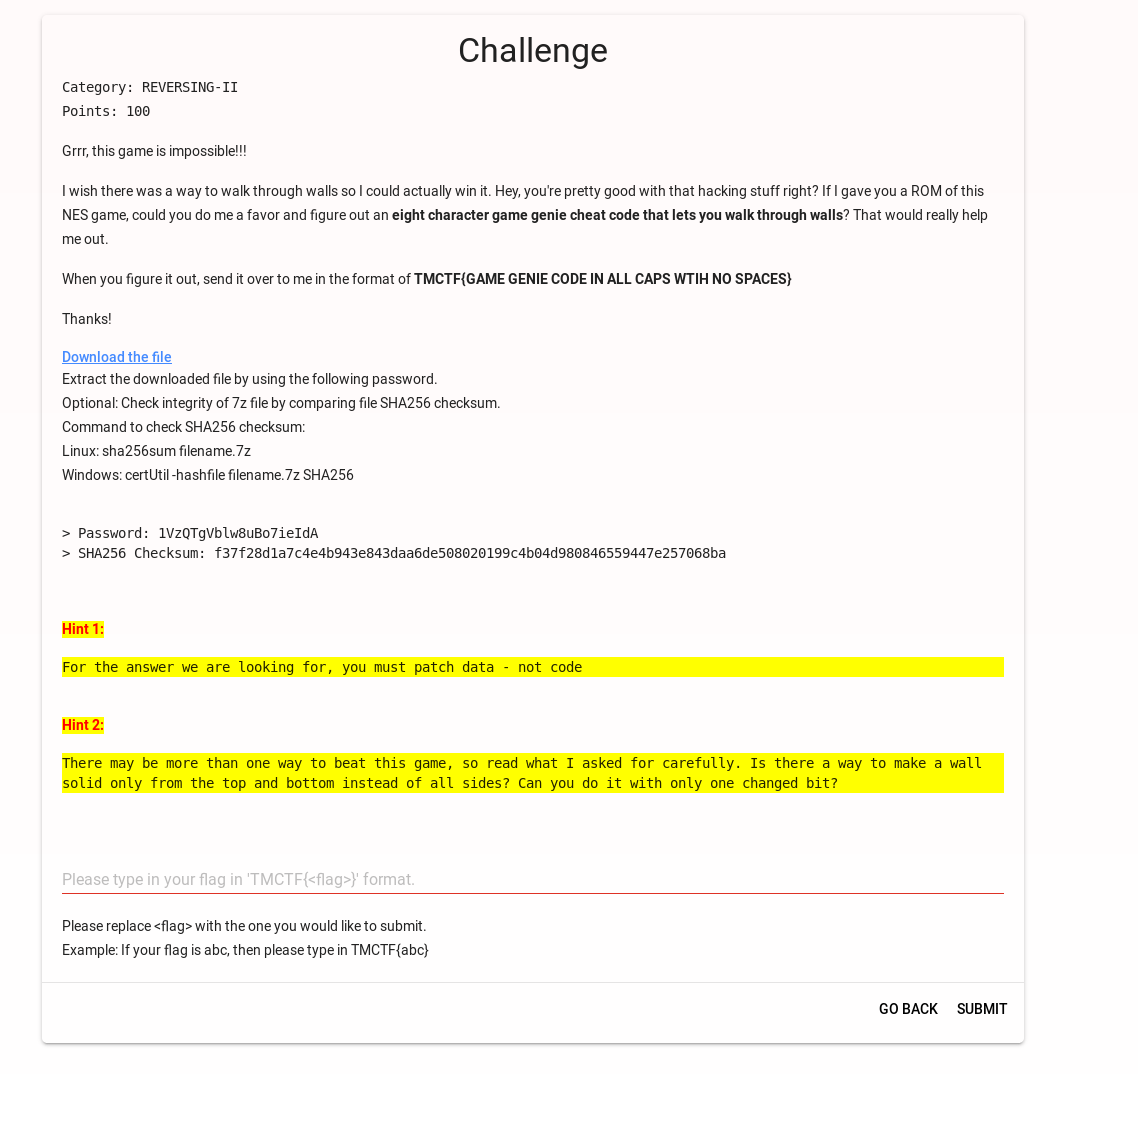 Challenge
Category: REVERSING-II
Points: 100
Grrr, this game is impossible!!!
I wish there was a way to walk through walls so I could actually win it. Hey, you're pretty good with that hacking stuff right? If I gave you a ROM of this
NES game, could you do me a favor and figure out an eight character game genie cheat code that lets you walk through walls? That would really help
me out.
When you figure it out, send it over to me in the format of TMCTF{GAME GENIE CODE IN ALL CAPS WTIH NO SPACES}
Thanks!
Download the file
Extract the downloaded file by using the following password.
Optional: Check integrity of 7z file by comparing file SHA256 checksum.
Command to check SHA256 checksum:
Linux: sha256sum filename.7z
Windows: certUtil -hashfile filename.7z SHA256
> Password: 1VzQTgVblw8uBo7ieIdA
> SHA256 Checksum: f37f28d1a7c4e4b943e843daa6de508020199c4b04d980846559447e257068ba
Hint 1:
For the answer we are looking for, you must patch data - not code
Hint 2:
There may be more than one way to beat this game, so read what I asked for carefully. Is there a way to make a wall
solid only from the top and bottom instead of all sides? Can you do it with only one changed bit?
Please type in your flag in 'TMCTF{<flag>}' format.
Please replace <flag> with the one you would like to submit.
Example: If your flag is abc, then please type in TMCTF{abc}
GO BACK SUBMIT